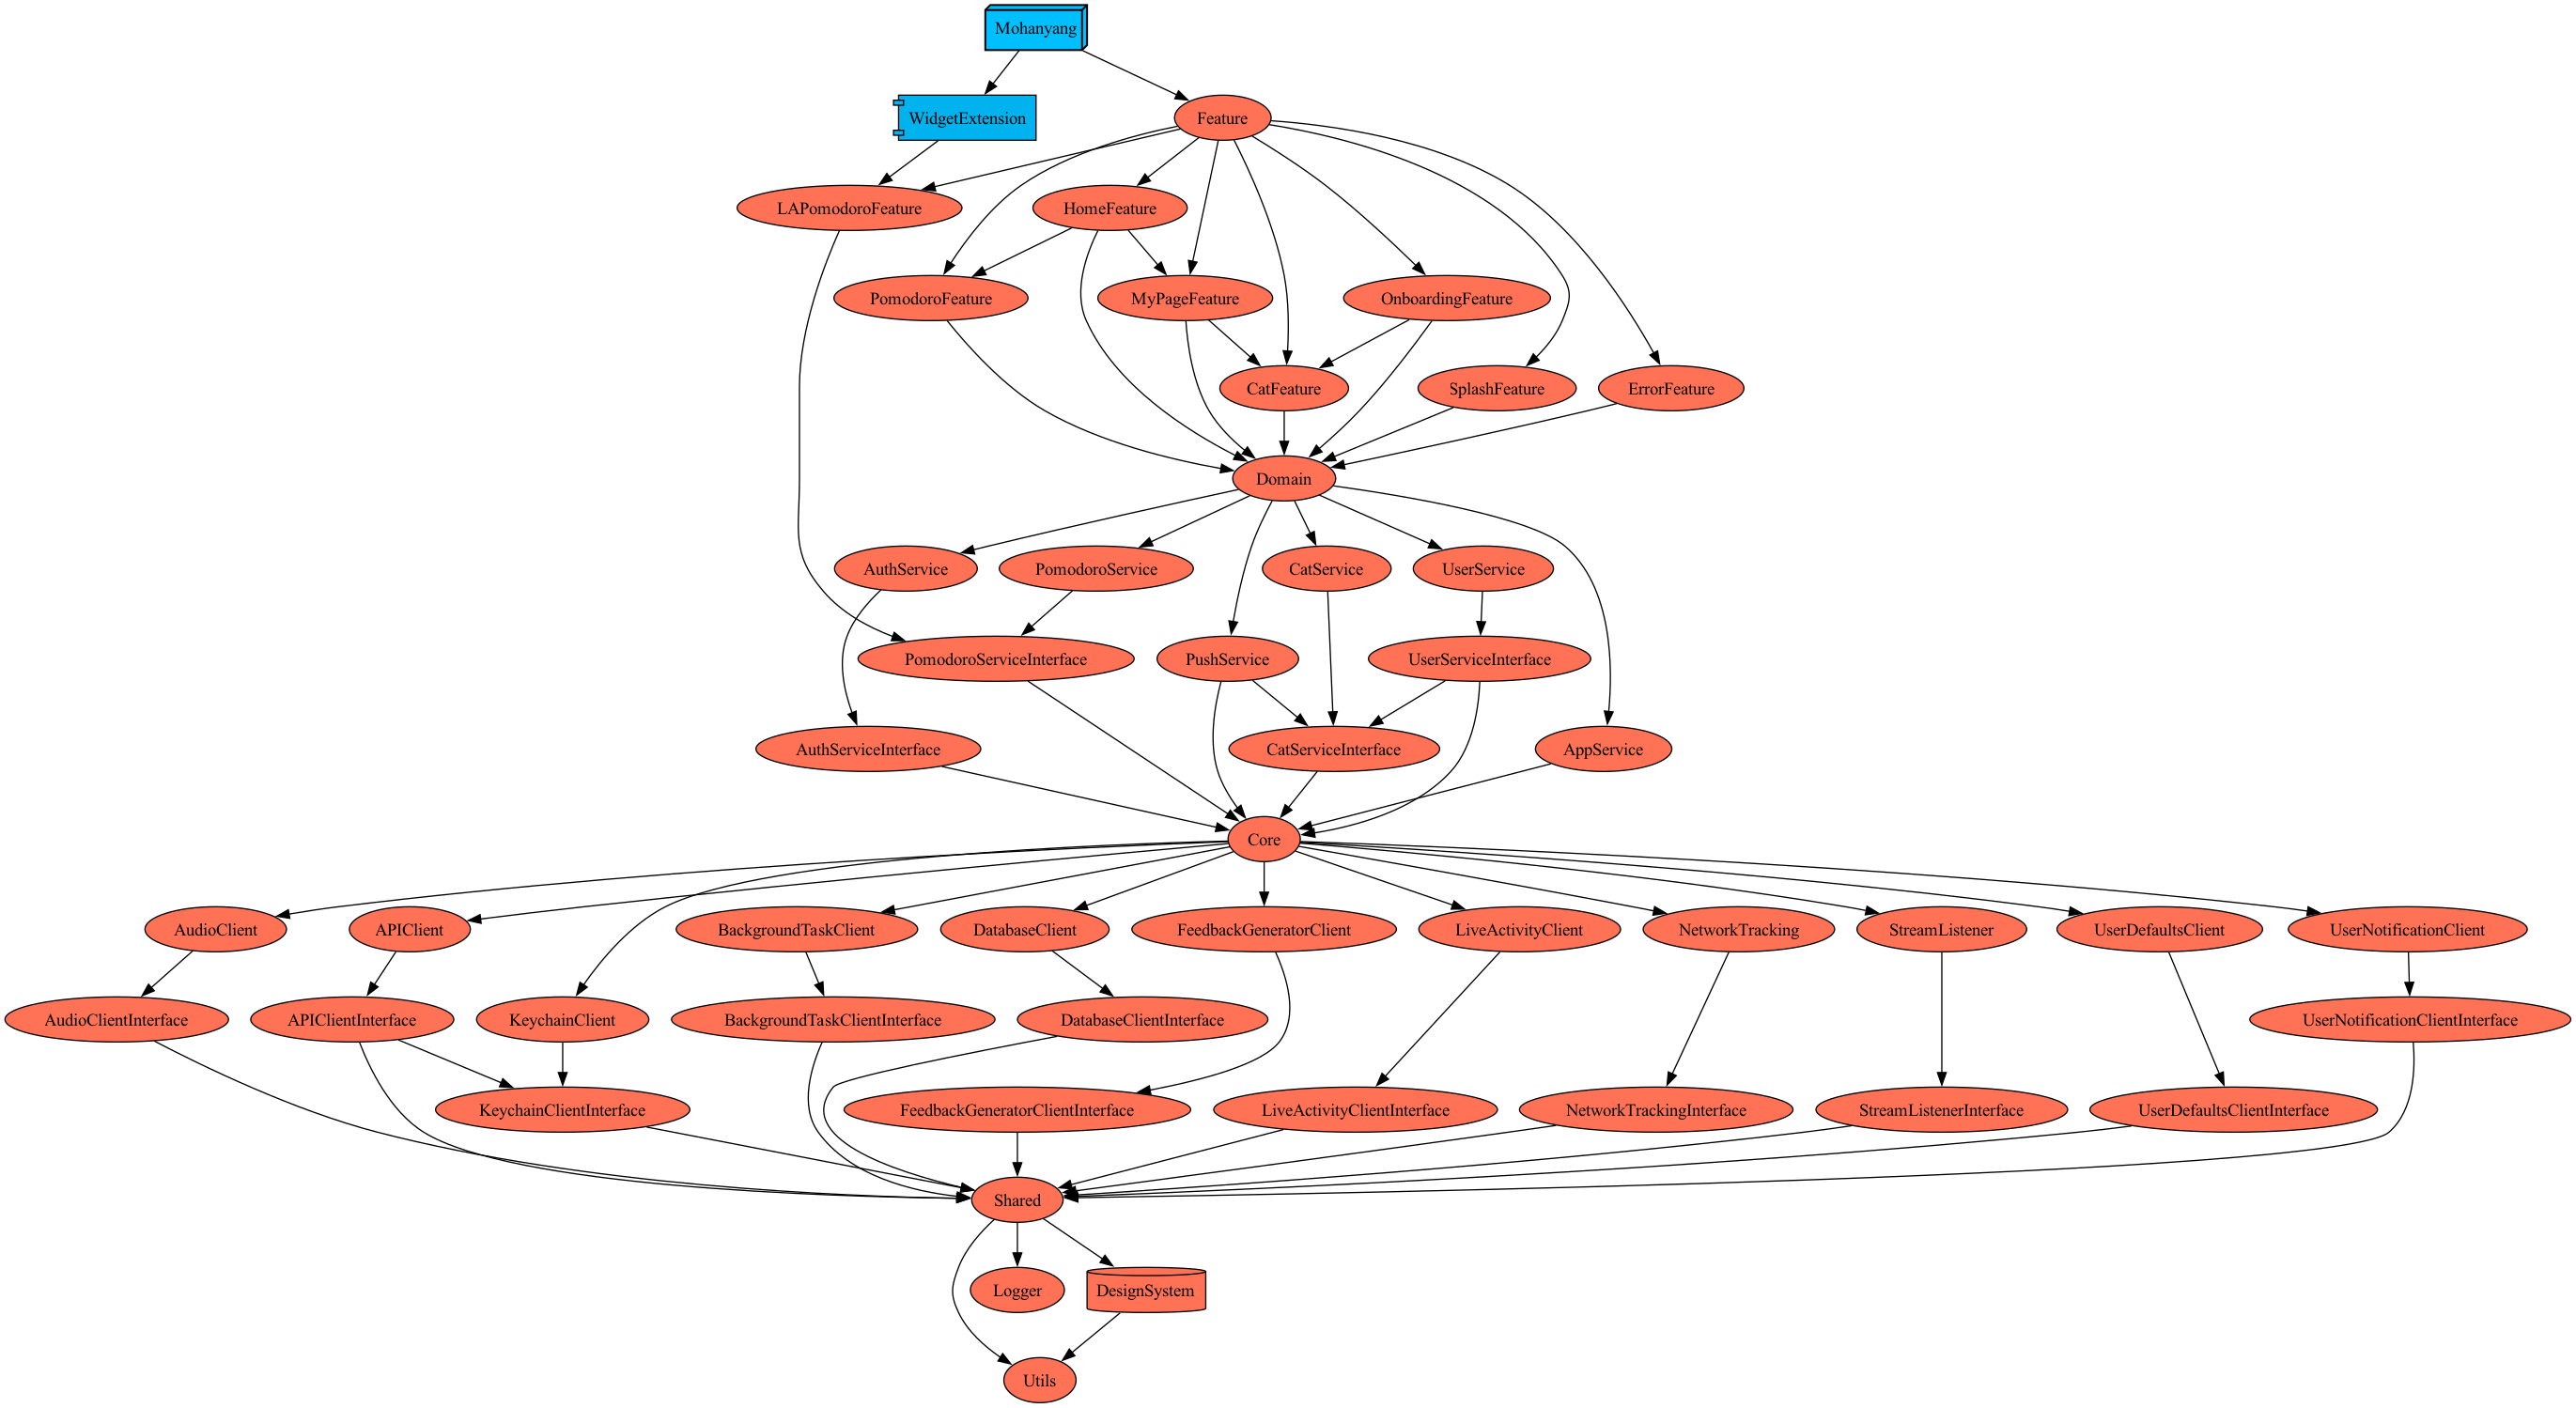 Mohanyang
WidgetExtension
Feature
LAPomodoroFeature
HomeFeature
PomodoroFeature
MyPageFeature
OnboardingFeature
CatFeature
SplashFeature
ErrorFeature
Domain
AuthService
PomodoroService
CatService
UserService
PomodoroServiceInterface
PushService
UserServiceInterface
AuthServiceInterface
CatServiceInterface
AppService
Core
AudioClient
APIClient
BackgroundTaskClient
DatabaseClient
FeedbackGeneratorClient
LiveActivityClient
NetworkTracking
StreamListener
UserDefaultsClient
UserNotificationClient
AudioClientInterface
APIClientInterface
KeychainClient
BackgroundTaskClientInterface
DatabaseClientInterface
UserNotificationClientInterface
KeychainClientInterface
FeedbackGeneratorClientInterface
LiveActivityClientInterface
NetworkTrackingInterface
StreamListenerInterface
UserDefaultsClientInterface
Shared
Logger
DesignSystem
Utils